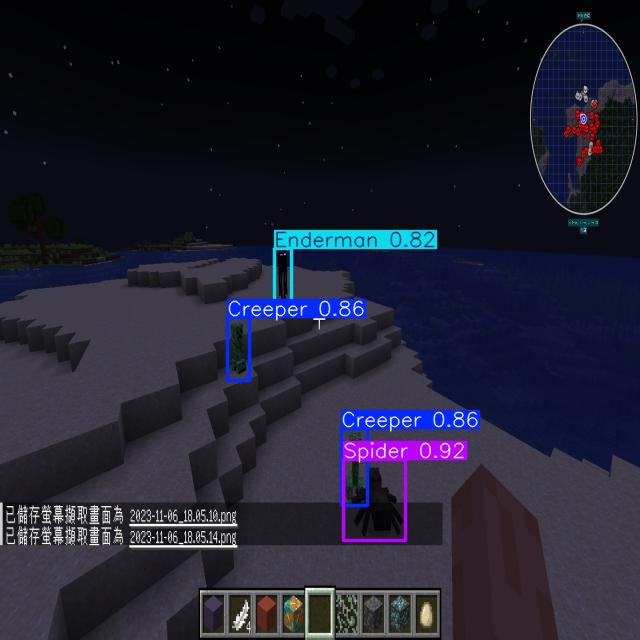 Enderman 0.82
Creeper 0.86
Creeper 0.86
Spider 0.92
已儲存螢幕擷取畫面為 2023-11-06_18.05.10.png
已儲存螢幕擷取畫面為 2023-11-06_18.05.14.png
4